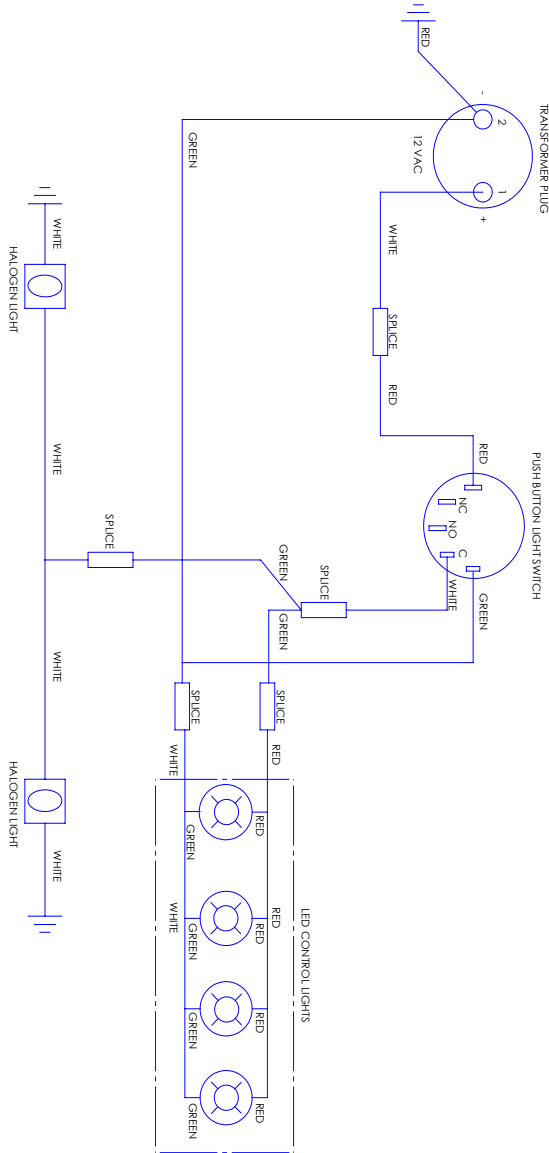 TRANSFORMER PLUG
RED
-
2
12 VAC
1
+
GREEN
WHITE
SPLICE
RED
RED
PUSH BUTTON LIGHT SWITCH
NC
NO
C
WHITE
GREEN
WHITE
HALOGEN LIGHT
WHITE
SPLICE
GREEN
SPLICE
GREEN
WHITE
HALOGEN LIGHT
WHITE
SPLICE
SPLICE
WHITE
RED
LED CONTROL LIGHTS
RED
GREEN
WHITE
RED
RED
GREEN
RED
GREEN
RED
GREEN